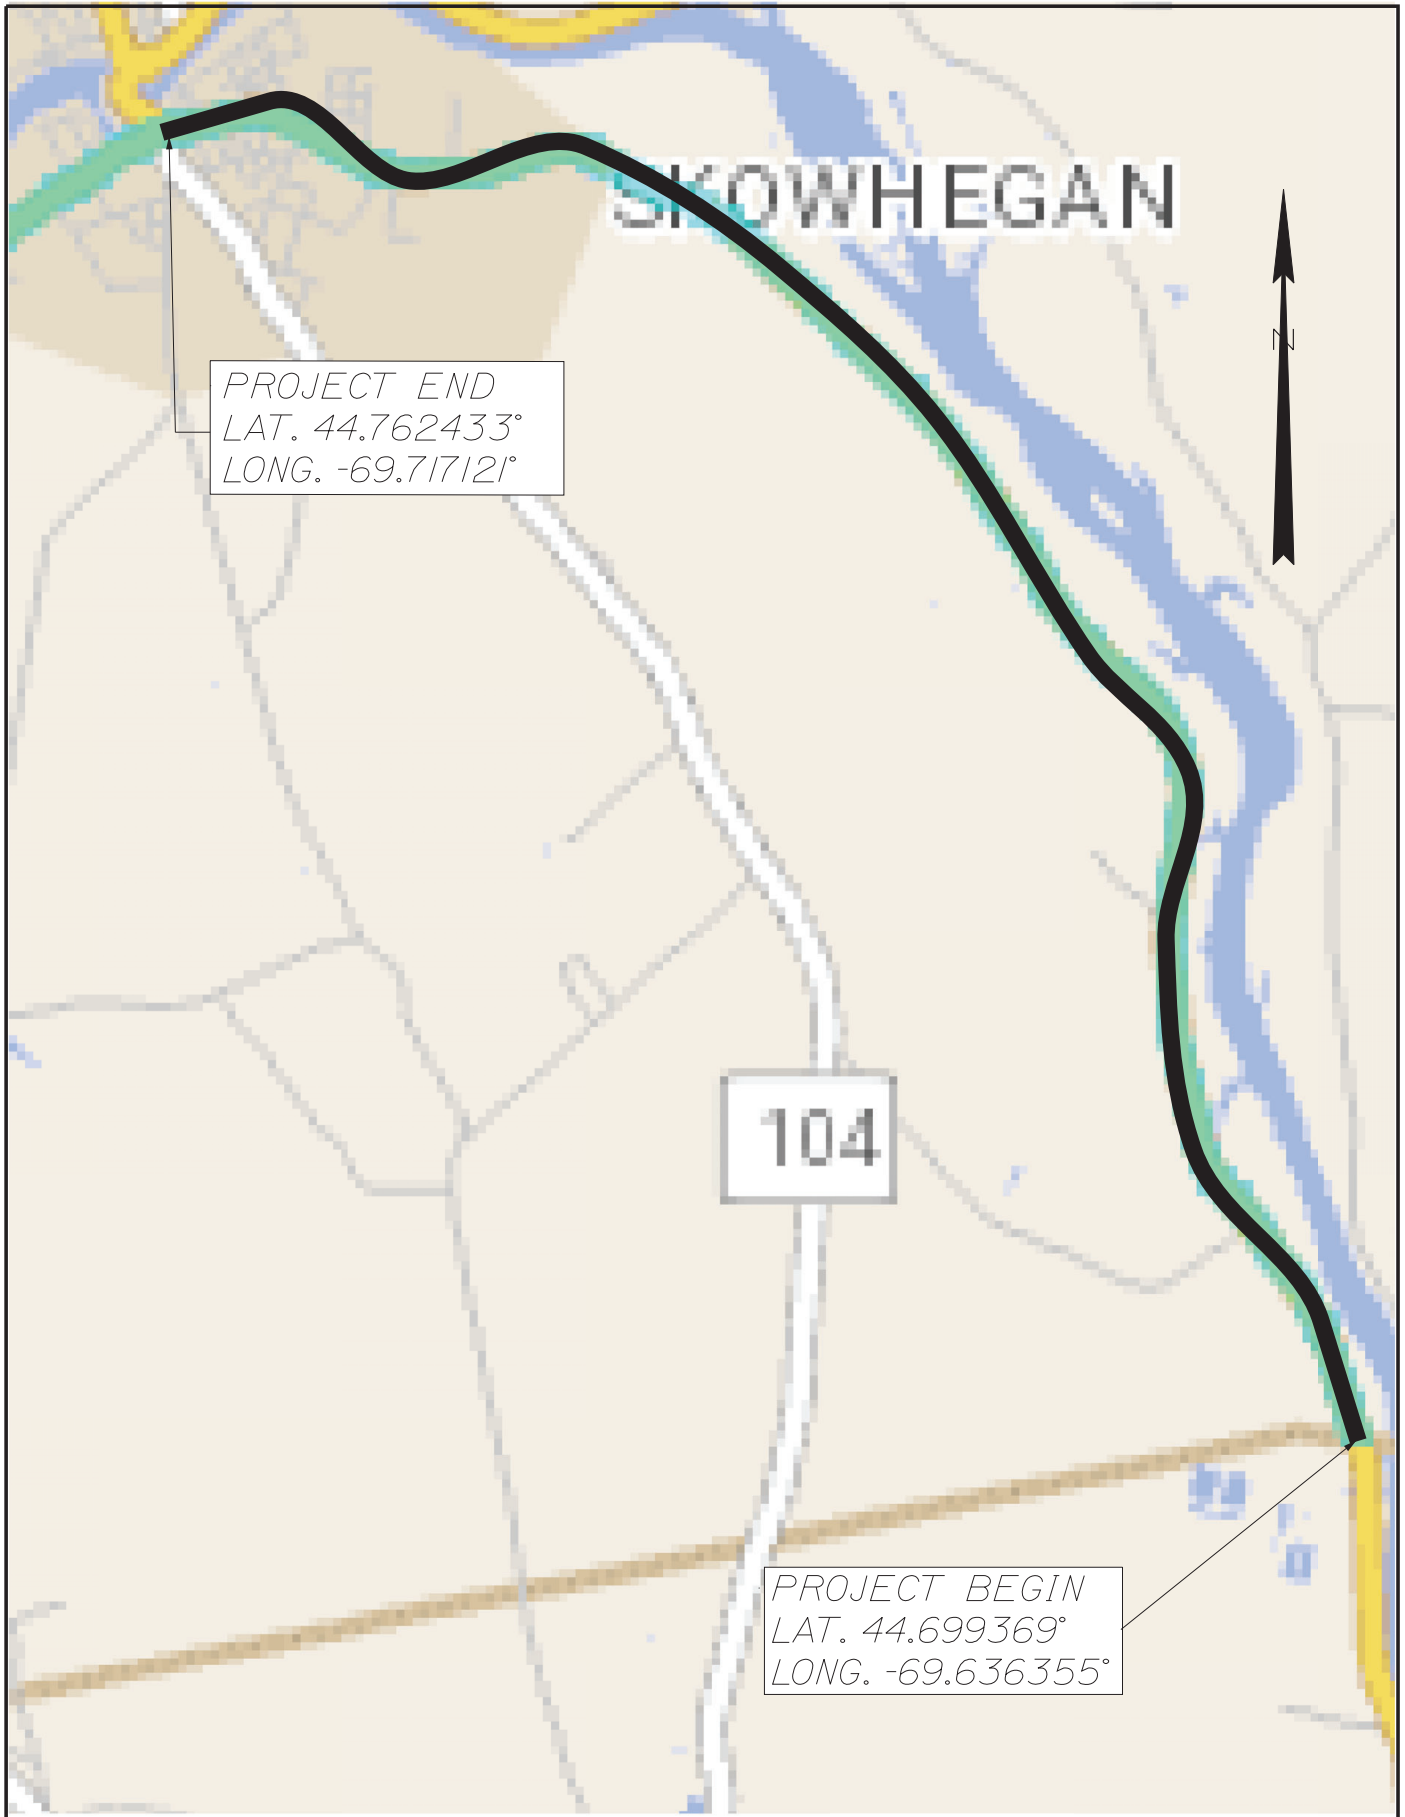 SKOWHEGAN
N
PROJECT END
LAT. 44.762433°
LONG. -69.717121°
104
PROJECT BEGIN
LAT. 44.699369°
LONG. -69.636355°